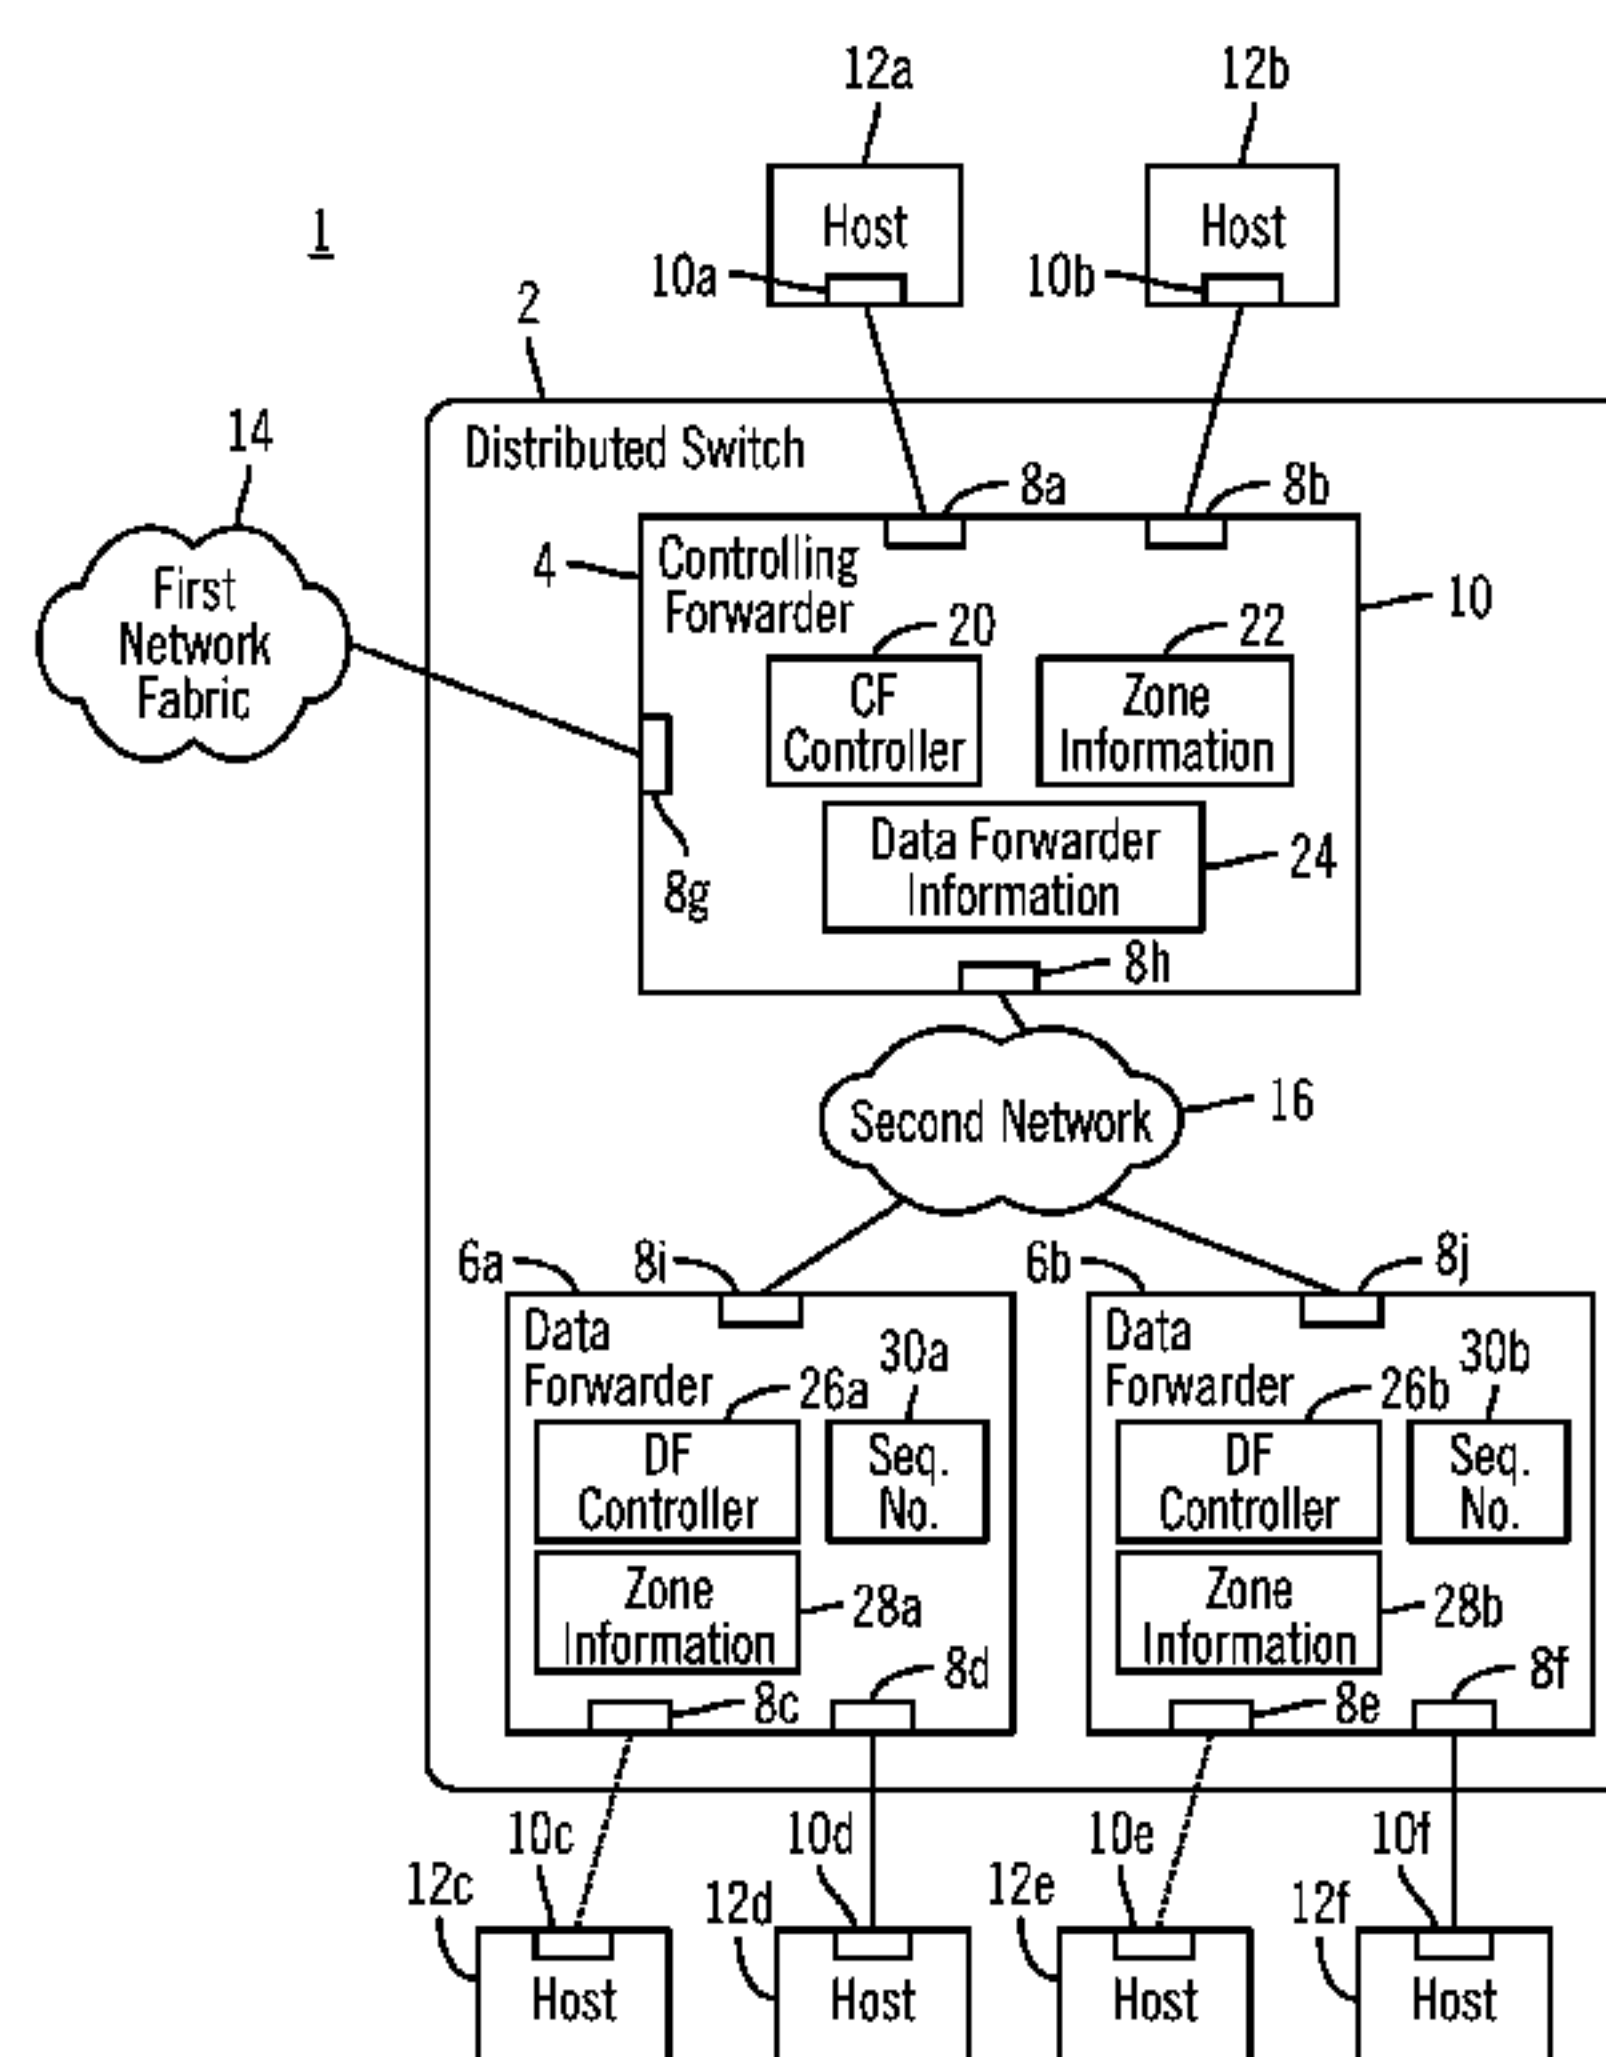 12a
12b
1
Host
Host
10a
10b
2
14
Distributed Switch
8a
8b
First
Network
Fabric
4
Controlling
Forwarder
10
20
22
CF
Controller
Zone
Information
Data Forwarder
Information
24
8g
8h
Second Network
16
6a
8i
6b
8j
Data
Forwarder
30a
26a
DF
Controller
Seq.
No.
Zone
Information
28a
8d
8c
Data
Forwarder
30b
26b
DF
Controller
Seq.
No.
Zone
Information
28b
8f
8e
10c
10d
10e
10f
12c
12d
12e
12f
Host
Host
Host
Host